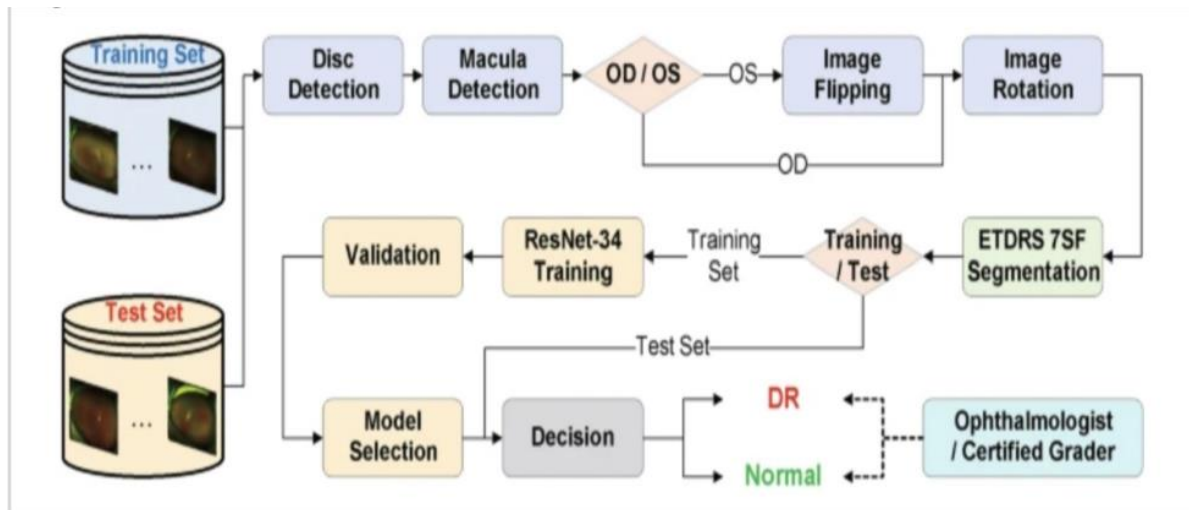 Training Set
...
Disc
Detection
Macula
Detection
OD / OS
OS
Image
Flipping
Image
Rotation
OD
Validation
ResNet-34
Training
Training
Set
Training
/ Test
ETDRS 7SF
Segmentation
Test Set
...
Test Set
Model
Selection
Decision
DR
Normal
Ophthalmologist
/ Certified Grader